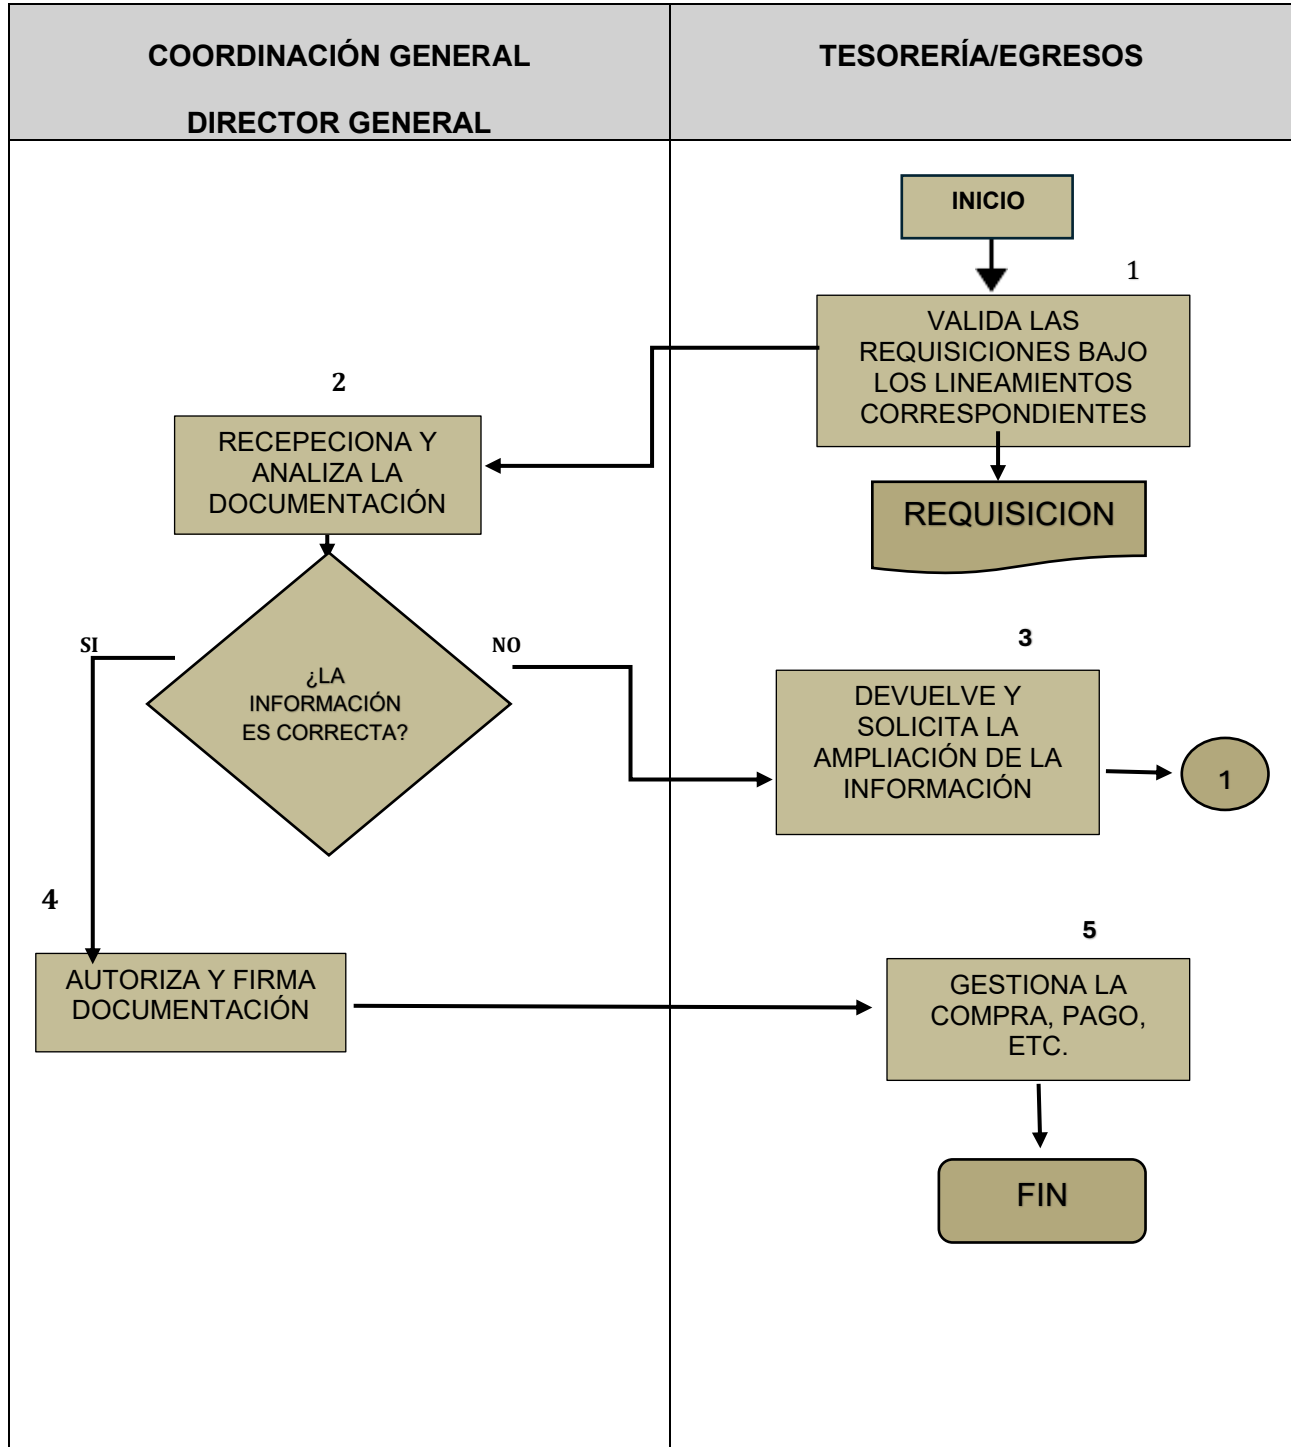 COORDINACIÓN GENERAL
DIRECTOR GENERAL
TESORERÍA/EGRESOS
INICIO
1
VALIDA LAS
REQUISICIONES BAJO
LOS LINEAMIENTOS
CORRESPONDIENTES
REQUISICION
2
RECEPECIONA Y
ANALIZA LA
DOCUMENTACIÓN
¿LA
INFORMACIÓN
ES CORRECTA?
SI
NO
3
DEVUELVE Y
SOLICITA LA
AMPLIACIÓN DE LA
INFORMACIÓN
1
4
AUTORIZA Y FIRMA
DOCUMENTACIÓN
5
GESTIONA LA
COMPRA, PAGO,
ETC.
FIN